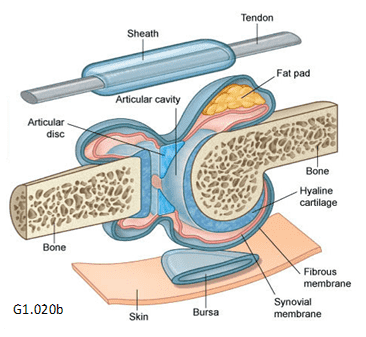 Tendon
Sheath
Fat pad
Articular cavity
Articular
disc
Bone
Hyaline
cartilage
Bone
Fibrous
membrane
Synovial
membrane
Bursa
Skin
G1.020b